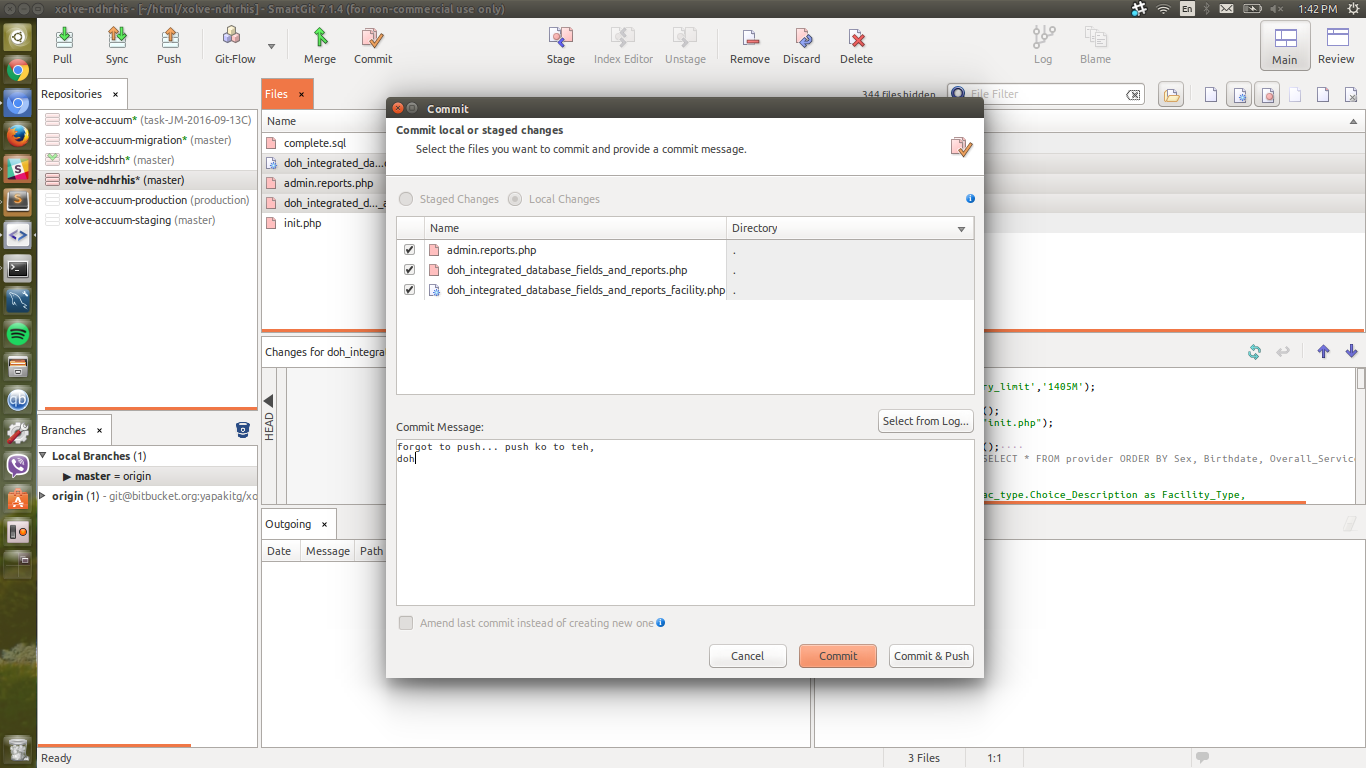 xolve-ndhrhis - [~/html/xolve-ndhrhis] - SmartGit 7.1.4 (for non-commercial use only)
En
1:42 PM
Pull
Sync
Push
Git-Flow
Merge
Commit
Stage
Index Editor
Unstage
Remove
Discard
Delete
Log
Blame
Main
Review
Repositories
xolve-accuum* (task-JM-2016-09-13C)
xolve-accuum-migration* (master)
xolve-idshrh* (master)
xolve-ndhrhis* (master)
xolve-accuum-production (production)
xolve-accuum-staging (master)
Files
344 files hidden
File Filter
Name
complete.sql
doh_integrated_da...
admin.reports.php
doh_integrated_d..._a
init.php
Commit
Commit local or staged changes
Select the files you want to commit and provide a commit message.
Staged Changes
Local Changes
Name
Directory
admin.reports.php
.
doh_integrated_database_fields_and_reports.php
.
doh_integrated_database_fields_and_reports_facility.php
.
Commit Message:
Select from Log...
forgot to push... push ko to teh,
doh
Amend last commit instead of creating new one
Cancel
Commit
Commit & Push
Changes for doh_integra
HEAD
ry_limit','1405M');
();
"init.php");
();····
SELECT * FROM provider ORDER BY Sex, Birthdate, Overall_Service
ac_type.Choice_Description as Facility_Type,
Branches
Local Branches (1)
master = origin
origin (1) - git@bitbucket.org:yapakitg/xo
Outgoing
Date
Message
Path
Ready
3 Files
1:1